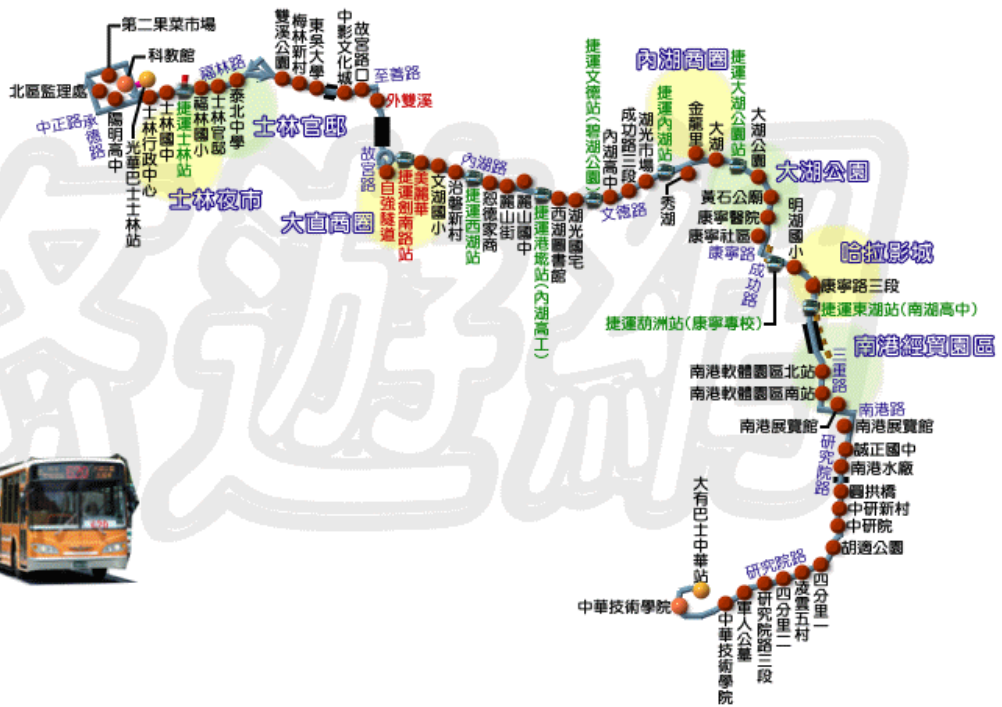 第二果菜市場
科教館
北區監理處
陽明高中
中正路
承德路
光華巴士士林站
士林行政中心
士林國中
捷運士林站
福林路
福林國小
士林官邸
泰北中學
士林官邸
士林夜市
雙溪公園
梅林新村
東吳大學
中影文化城
故宮路口
至善路
外雙溪
故宮路
大直商圈
自強隧道
捷運劍南路站
美麗華
文湖國小
內湖路
治磐新村
捷運西湖站
恕德家商
麗山街
麗山國中
捷運港墘站(內湖高工)
西湖圖書館
湖光國宅
捷運文德站(碧湖公園)
文德路
內湖高中
成功路三段
湖光市場
捷運內湖站
內湖商圈
秀湖
金龍里
大湖
捷運大湖公園站
大湖公園
大湖公園
黃石公廟
康寧醫院
康寧社區
康寧路
成功路
明湖國小
哈拉影城
康寧路三段
捷運葫洲站(康寧專校)
捷運東湖站(南湖高中)
南港經貿園區
三重路
南港軟體園區北站
南港軟體園區南站
南港路
南港展覽館
南港展覽館
研究院路
誠正國中
南港水廠
圓拱橋
中研新村
中研院
胡適公園
研究院路
四分里一
凌雲五村
四分里二
研究院路三段
軍人公墓
中華技術學院
大有巴士中華站
中華技術學院